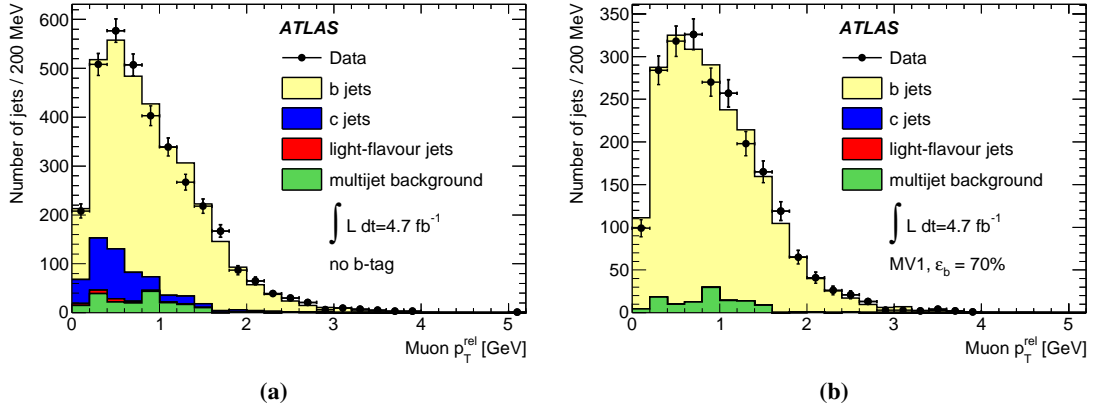 Number of jets / 200 MeV
600
500
400
300
200
100
0
0 1 2 3 4 5
Muon p_T^rel [GeV]
ATLAS
Data
b jets
c jets
light-flavour jets
multijet background
∫ L dt=4.7 fb^-1
no b-tag
(a)
Number of jets / 200 MeV
350
300
250
200
150
100
50
0
0 1 2 3 4 5
Muon p_T^rel [GeV]
ATLAS
Data
b jets
c jets
light-flavour jets
multijet background
∫ L dt=4.7 fb^-1
MV1, ε_b = 70%
(b)